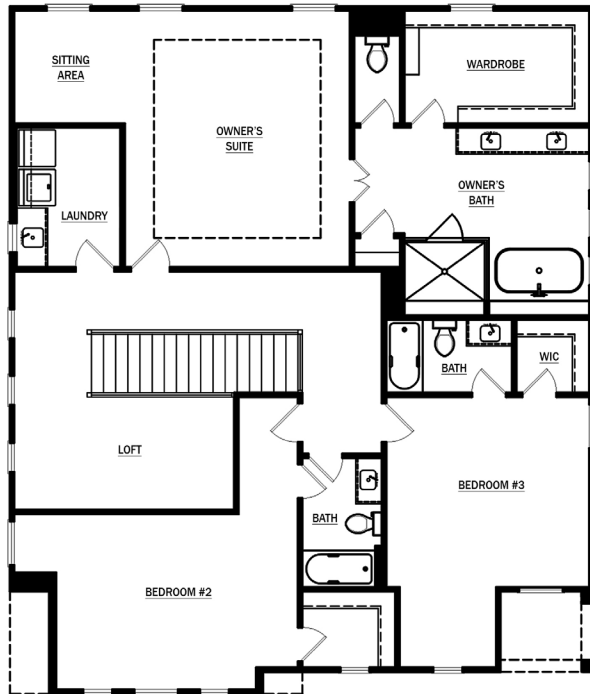 SITTING
AREA
WARDROBE
OWNER'S
SUITE
OWNER'S
BATH
LAUNDRY
WIC
BATH
LOFT
BEDROOM #3
BATH
BEDROOM #2